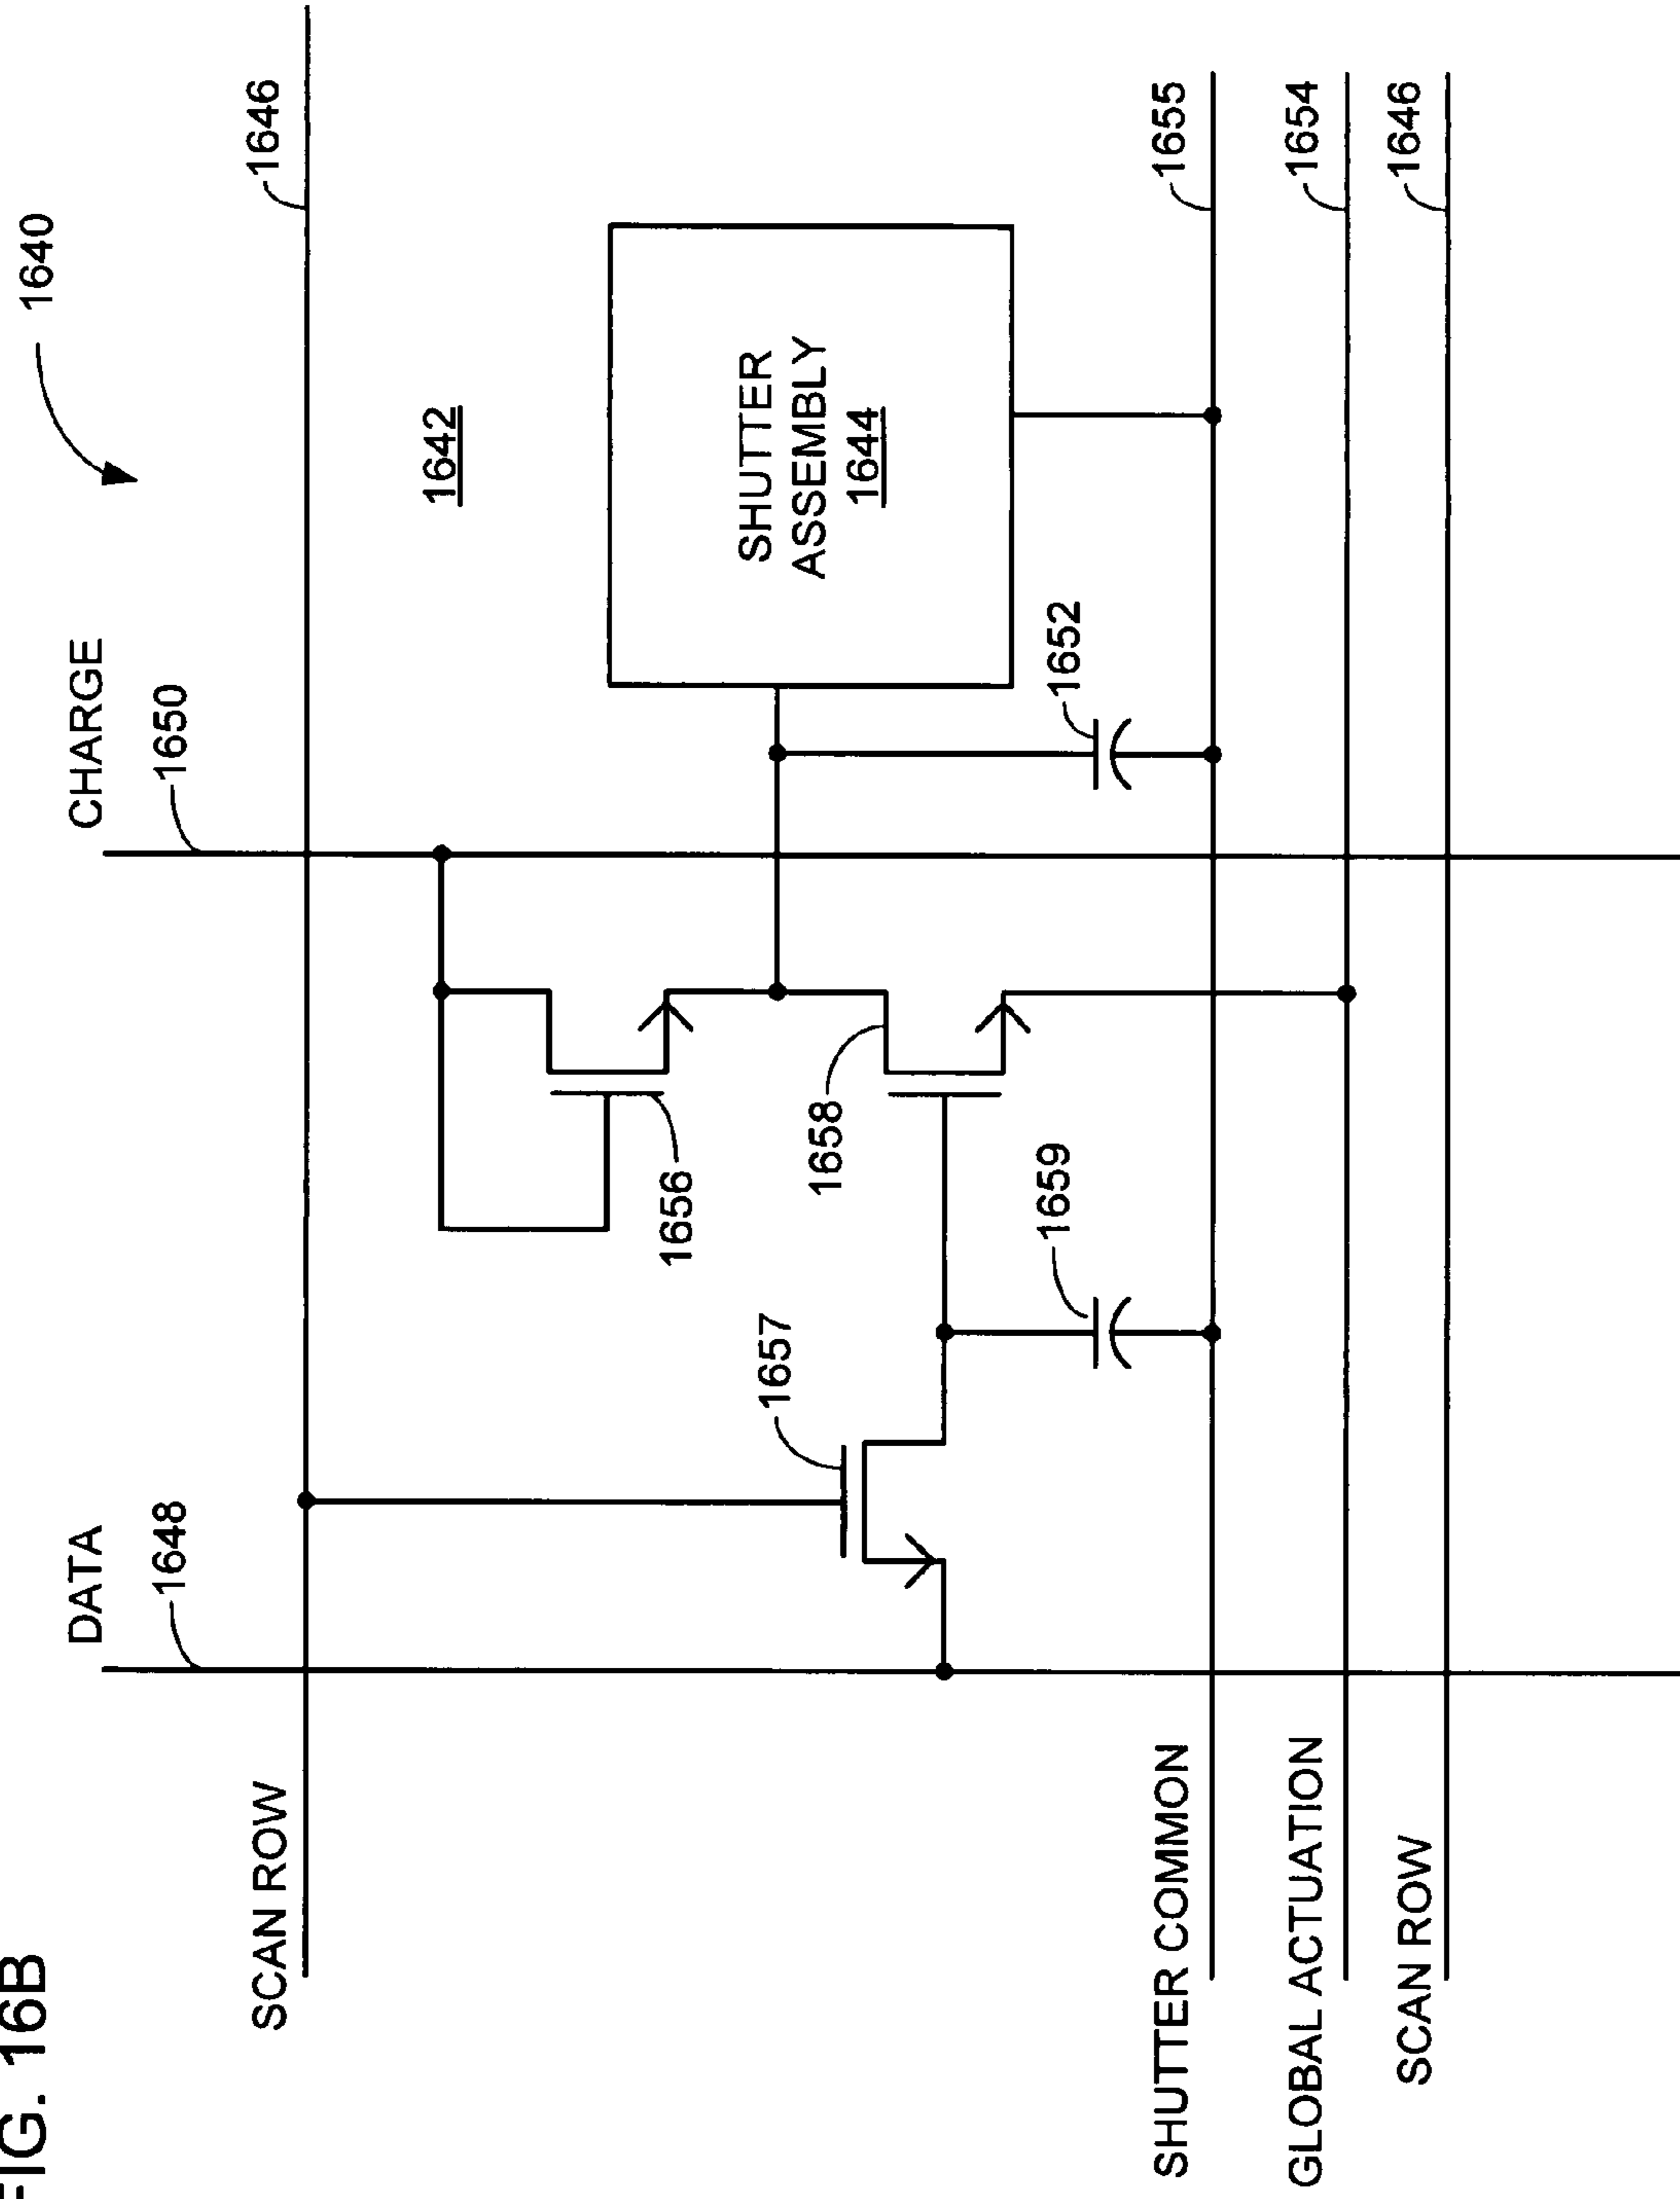 FIG. 16B
1640
DATA
CHARGE
1648
1650
SCAN ROW
1646
1642
1656
1657
1658
SHUTTER
ASSEMBLY
1644
1659
1652
SHUTTER COMMON
1655
GLOBAL ACTUATION
1654
SCAN ROW
1646